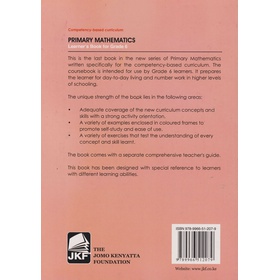 Competency-based curriculum
PRIMARY MATHEMATICS
Learner's Book for Grade 6
This is the last book in the new series of Primary Mathematics
written specifically for the competency-based curriculum. The
coursebook is intended for use by Grade 6 learners. It prepares
the learner for day-to-day living and number work in higher levels
of schooling.
The unique strength of the book lies in the following areas:
• Adequate coverage of the new curriculum concepts and
skills with a strong activity orientation.
• A variety of examples enclosed in coloured frames to
promote self-study and ease of use.
• A variety of exercises that test the understanding of every
concept and skill learnt.
The book comes with a separate comprehensive teacher's guide.
This book has been designed with special reference to learners
with different learning abilities.
JKF
THE
JOMO KENYATTA
FOUNDATION
Website: www.jkf.co.ke